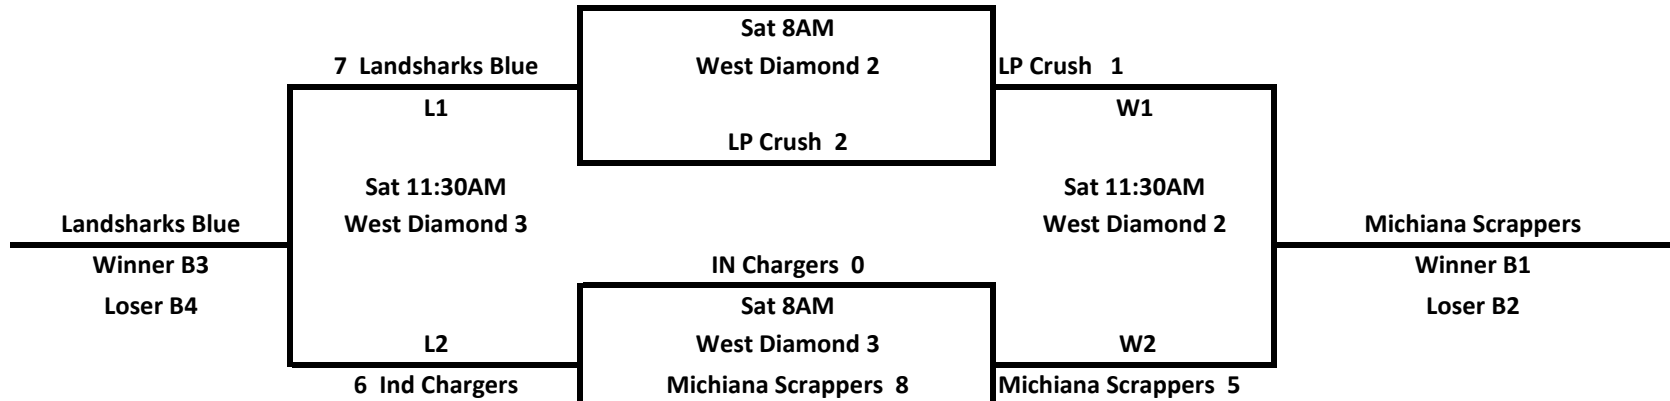 Sat 8AM
7 Landsharks Blue
West Diamond 2
LP Crush 1
L1
W1
LP Crush 2
Sat 11:30AM
Sat 11:30AM
Landsharks Blue
West Diamond 3
West Diamond 2
Michiana Scrappers
Winner B3
IN Chargers 0
Winner B1
Loser B4
Sat 8AM
Loser B2
L2
West Diamond 3
W2
6 Ind Chargers
Michiana Scrappers 8
Michiana Scrappers 5